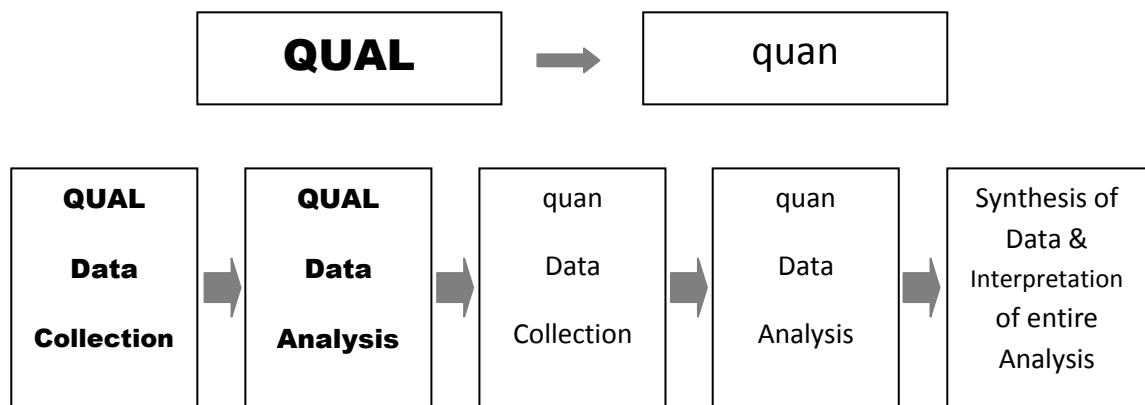 QUAL
quan
QUAL
Data
Collection
QUAL
Data
Analysis
quan
Data
Collection
quan
Data
Analysis
Synthesis of
Data &
Interpretation
of entire
Analysis